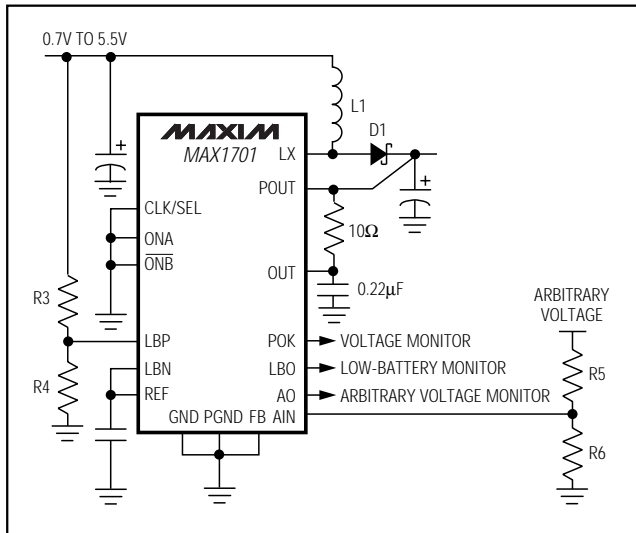 0.7V TO 5.5V
L1
MAXIM
MAX1701
LX
D1
POUT
CLK/SEL
10Ω
ONA
ONB
OUT
0.22µF
ARBITRARY
VOLTAGE
R3
LBP
POK
VOLTAGE MONITOR
LBN
LBO
LOW-BATTERY MONITOR
R5
R4
REF
AO
ARBITRARY VOLTAGE MONITOR
GND PGND FB AIN
R6